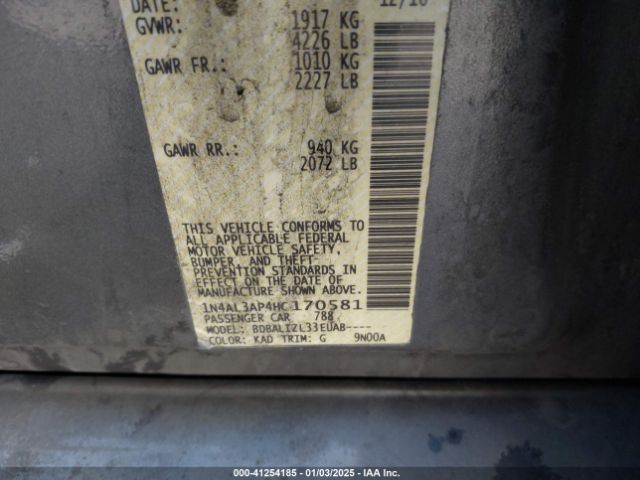 DATE: 12/16
GVWR: 1917 KG
4226 LB
GAWR FR.: 1010 KG
2227 LB
GAWR RR.: 940 KG
2072 LB
THIS VEHICLE CONFORMS TO
ALL APPLICABLE FEDERAL
MOTOR VEHICLE SAFETY,
BUMPER, AND THEFT
PREVENTION STANDARDS IN
EFFECT ON THE DATE OF
MANUFACTURE SHOWN ABOVE.
1N4AL3AP4HC170581
PASSENGER CAR 788
MODEL: BDBALIZL33EUAB----
COLOR: KAD TRIM: G 9N00A
000-41254185 - 01/03/2025 - IAA Inc.